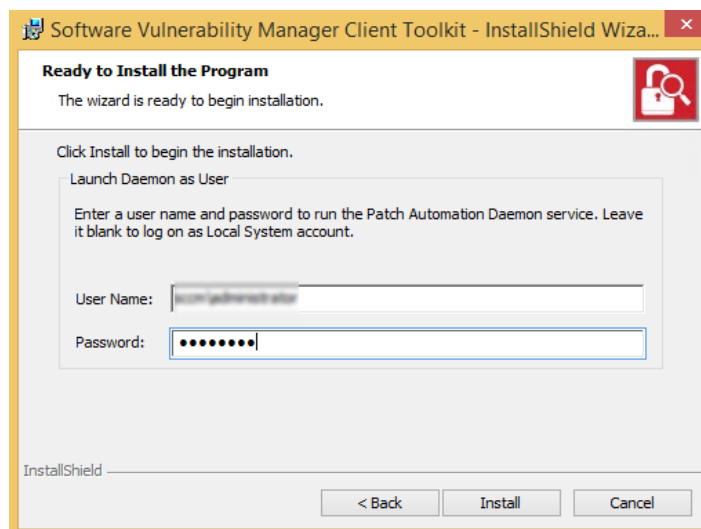 Software Vulnerability Manager Client Toolkit - InstallShield Wiza...
Ready to Install the Program
The wizard is ready to begin installation.
Click Install to begin the installation.
Launch Daemon as User
Enter a user name and password to run the Patch Automation Daemon service. Leave
it blank to log on as Local System account.
User Name:
Password: ●●●●●●●●
InstallShield
< Back Install Cancel